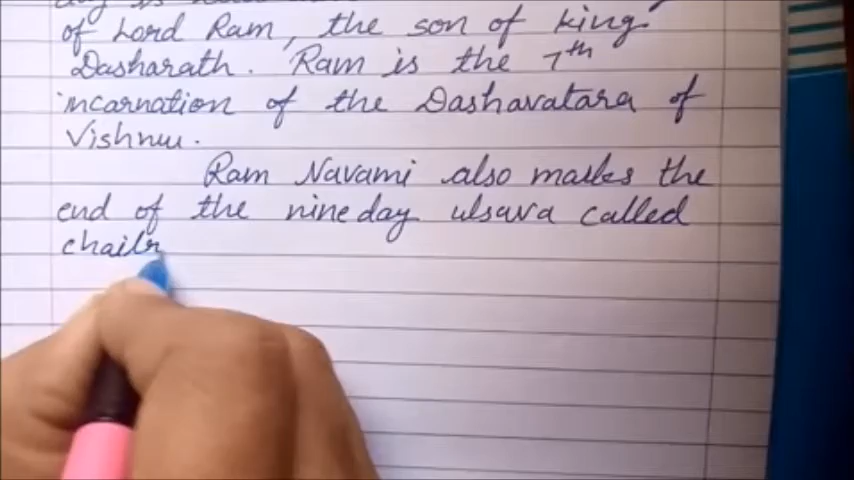 of Lord Ram, the son of king
Dasharath. Ram is the 7th
incarnation of the Dashavatara of
Vishnu.
Ram Navami also marks the
end of the nine day utsava called
chaitr